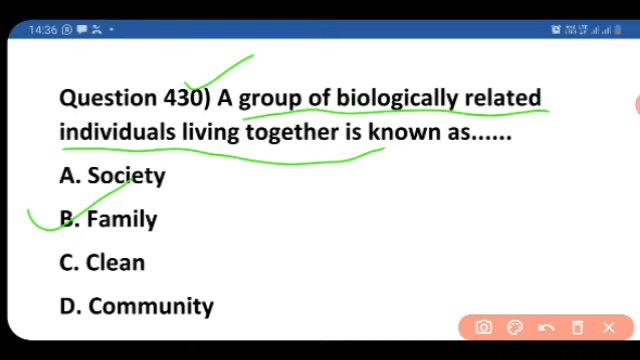 14:36
Question 430) A group of biologically related
individuals living together is known as......
A. Society
B. Family
C. Clean
D. Community